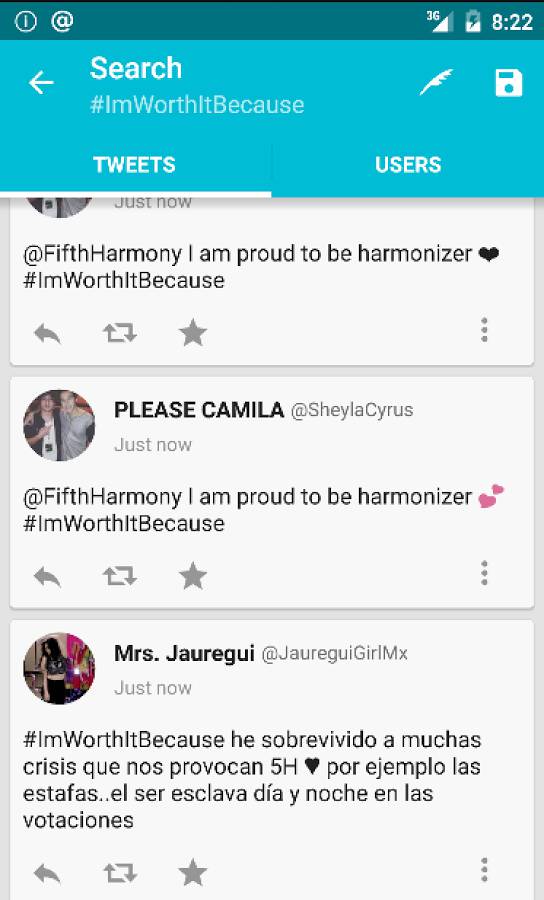 3G 8:22
Search
#ImWorthItBecause
TWEETS USERS
Just now
@FifthHarmony I am proud to be harmonizer ❤
#ImWorthItBecause
PLEASE CAMILA @SheylaCyrus
Just now
@FifthHarmony I am proud to be harmonizer 💕
#ImWorthItBecause
Mrs. Jauregui @JaureguiGirlMx
Just now
#ImWorthItBecause he sobrevivido a muchas
crisis que nos provocan 5H ♥ por ejemplo las
estafas..el ser esclava día y noche en las
votaciones